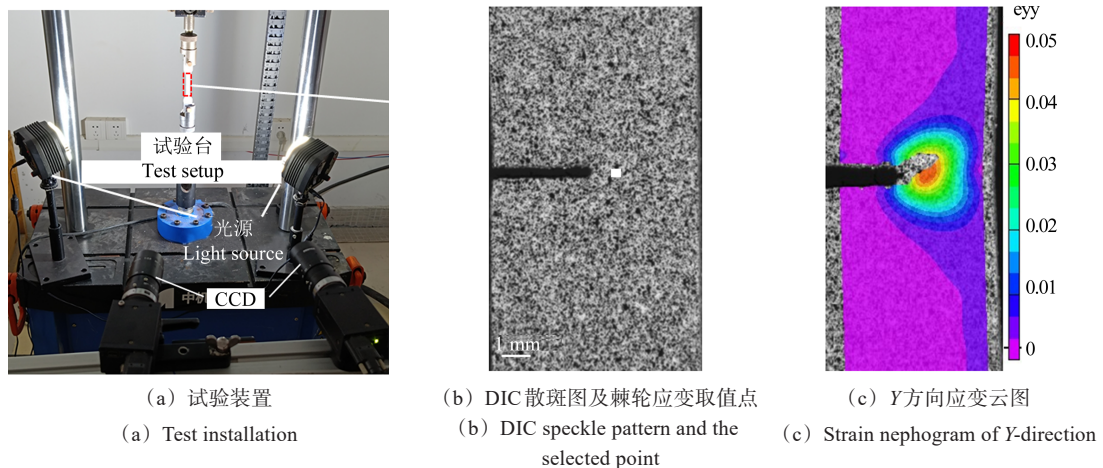 试验台
Test setup
光源
Light source
CCD
中机
1 mm
eyy
0.05
0.04
0.03
0.02
0.01
0
（a）试验装置
（a）Test installation
（b）DIC散斑图及棘轮应变取值点
（b）DIC speckle pattern and the
selected point
（c）Y方向应变云图
（c）Strain nephogram of Y-direction